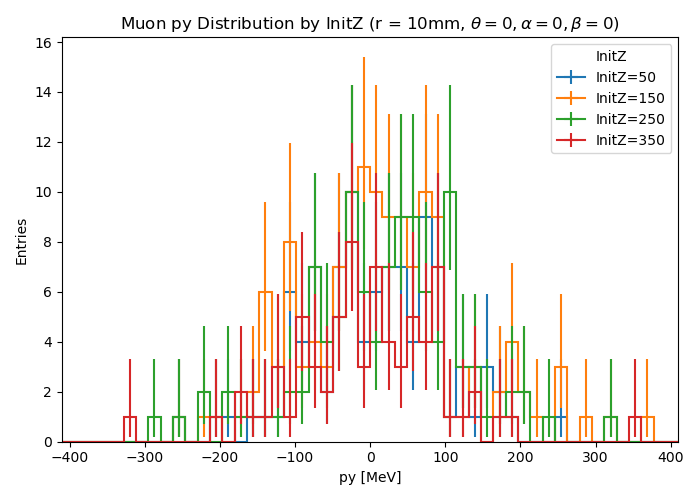 Muon py Distribution by InitZ (r = 10mm, θ = 0, α = 0, β = 0)
16
14
12
10
8
6
4
2
0
Entries
InitZ
InitZ=50
InitZ=150
InitZ=250
InitZ=350
−400
−300
−200
−100
0
100
200
300
400
py [MeV]